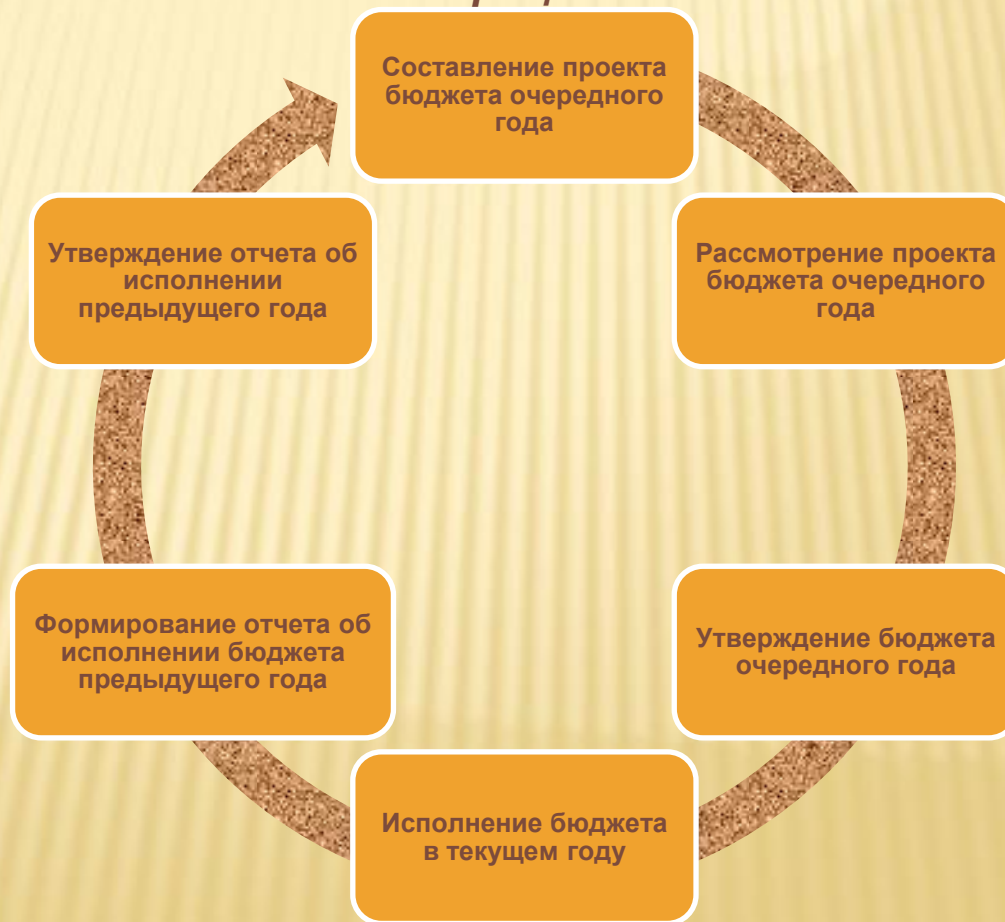 Составление проекта
бюджета очередного
года
Рассмотрение проекта
бюджета очередного
года
Утверждение бюджета
очередного года
Исполнение бюджета
в текущем году
Формирование отчета об
исполнении бюджета
предыдущего года
Утверждение отчета об
исполнении
предыдущего года